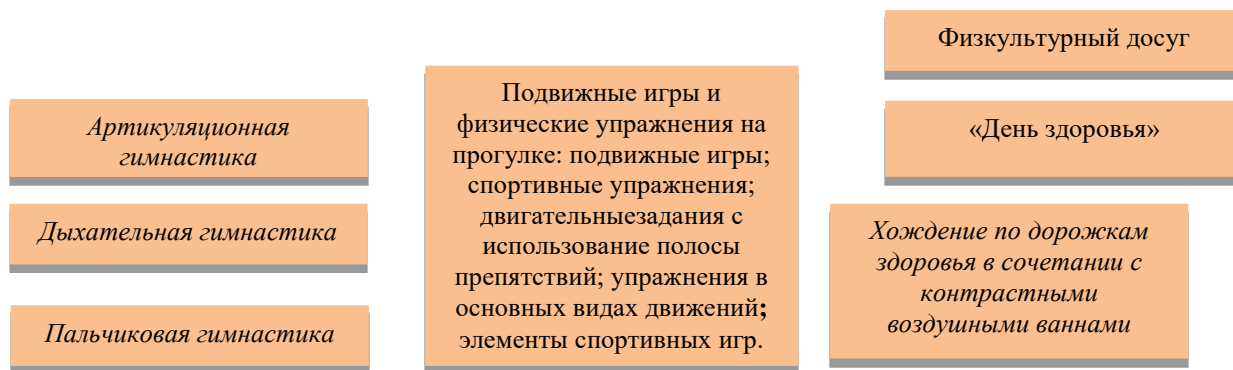 Артикуляционная
гимнастика
Дыхательная гимнастика
Пальчиковая гимнастика
Подвижные игры и
физические упражнения на
прогулке: подвижные игры;
спортивные упражнения;
двигательныезадания с
использование полосы
препятствий; упражнения в
основных видах движений;
элементы спортивных игр.
Физкультурный досуг
«День здоровья»
Хождение по дорожкам
здоровья в сочетании с
контрастными
воздушными ваннами